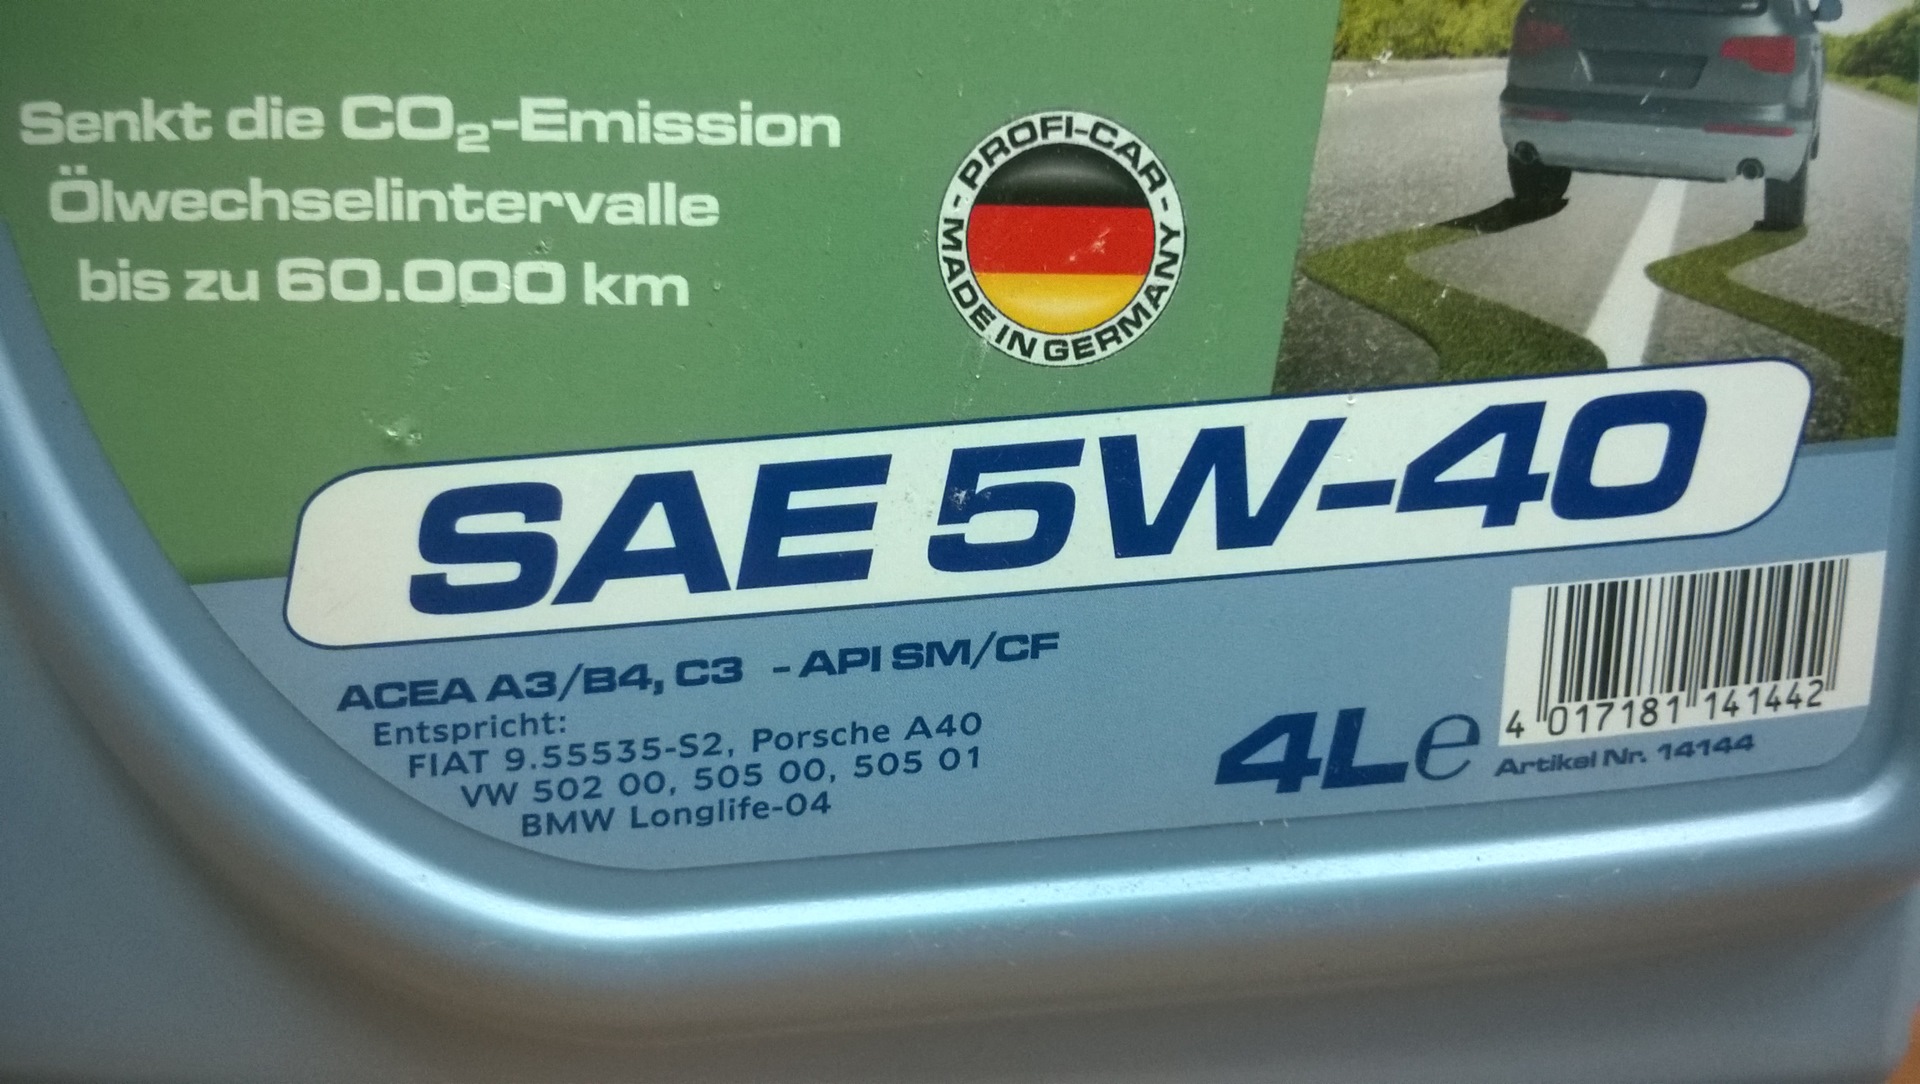 Senkt die CO₂-Emission
Ölwechselintervalle
bis zu 60.000 km
- PROFI-CAR -
MADE IN GERMANY
SAE 5W-40
ACEA A3/B4, C3 - API SM/CF
Entspricht:
FIAT 9.55535-S2, Porsche A40
VW 502 00, 505 00, 505 01
BMW Longlife-04
4L℮
4 017181 141442
Artikel Nr. 14144